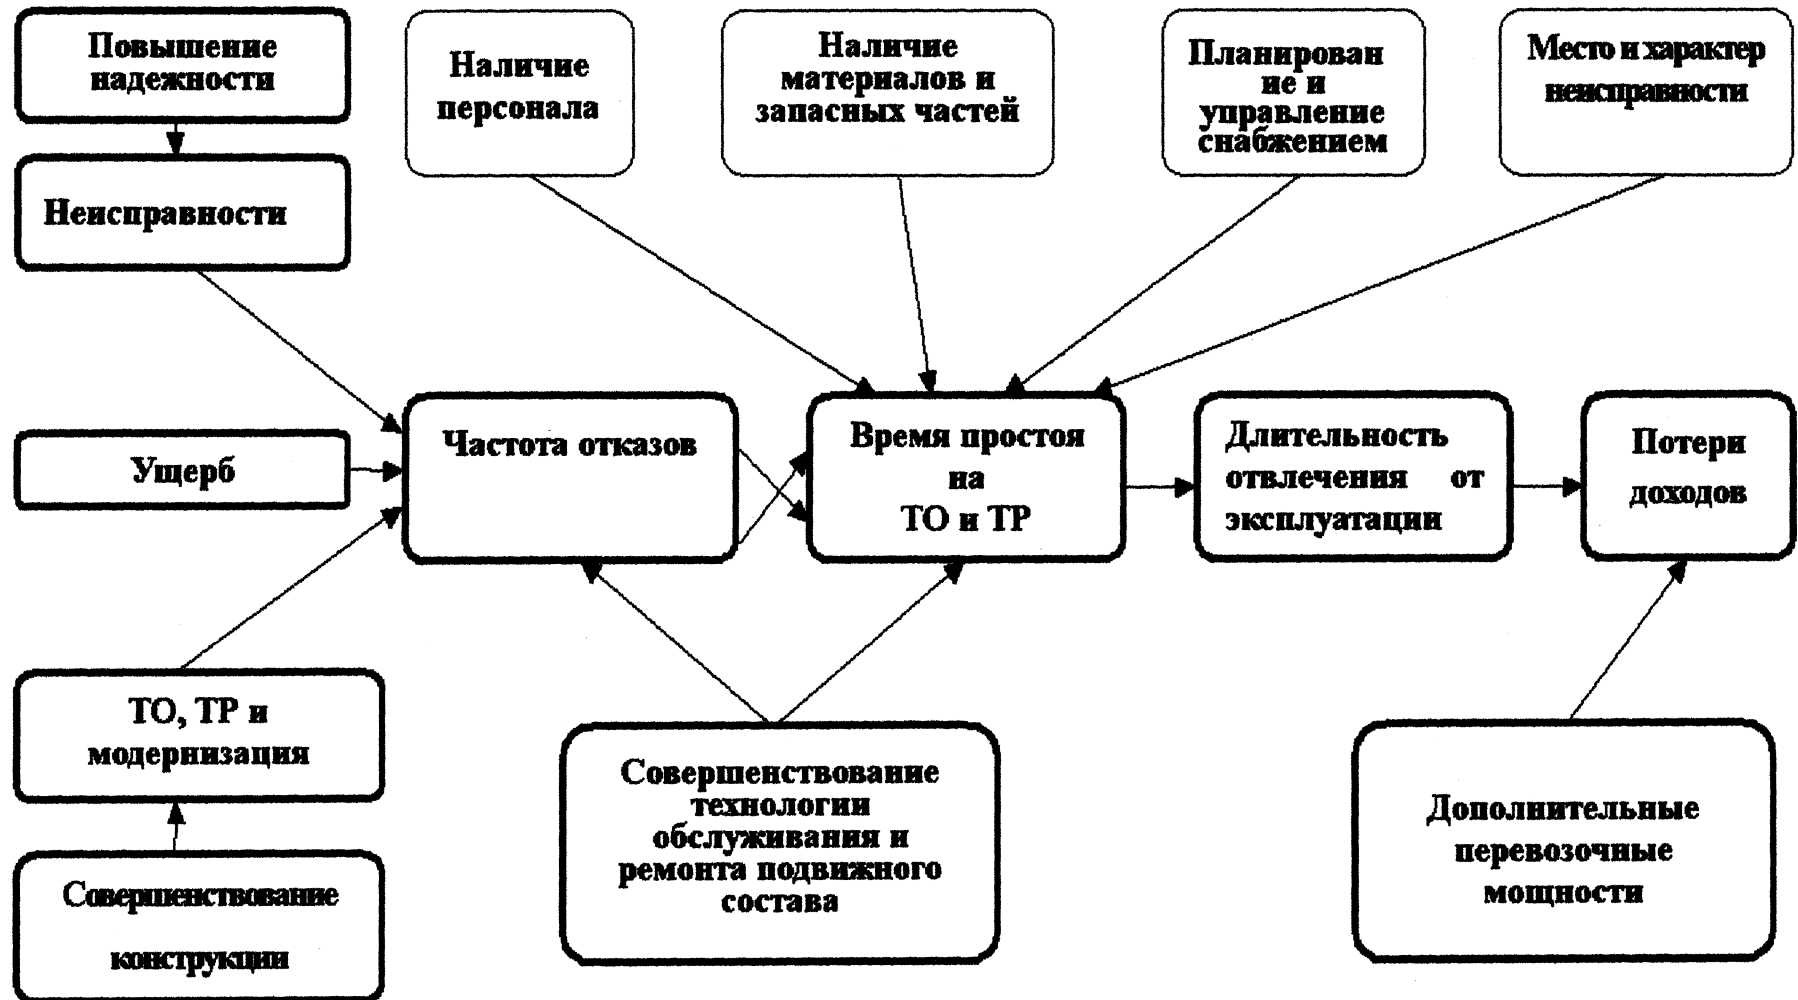 Повышение
надежности
Наличие
персонала
Наличие
материалов и
запасных частей
Планирован
ие и
управление
снабжением
Место и характер
неисправности
Неисправности
Ущерб
Частота отказов
Время простоя
на
ТО и ТР
Длительность
отвлечения от
эксплуатации
Потери
доходов
ТО, ТР и
модернизация
Совершенствование
конструкции
Совершенствование
технологии
обслуживания и
ремонта подвижного
состава
Дополнительные
перевозочные
мощности